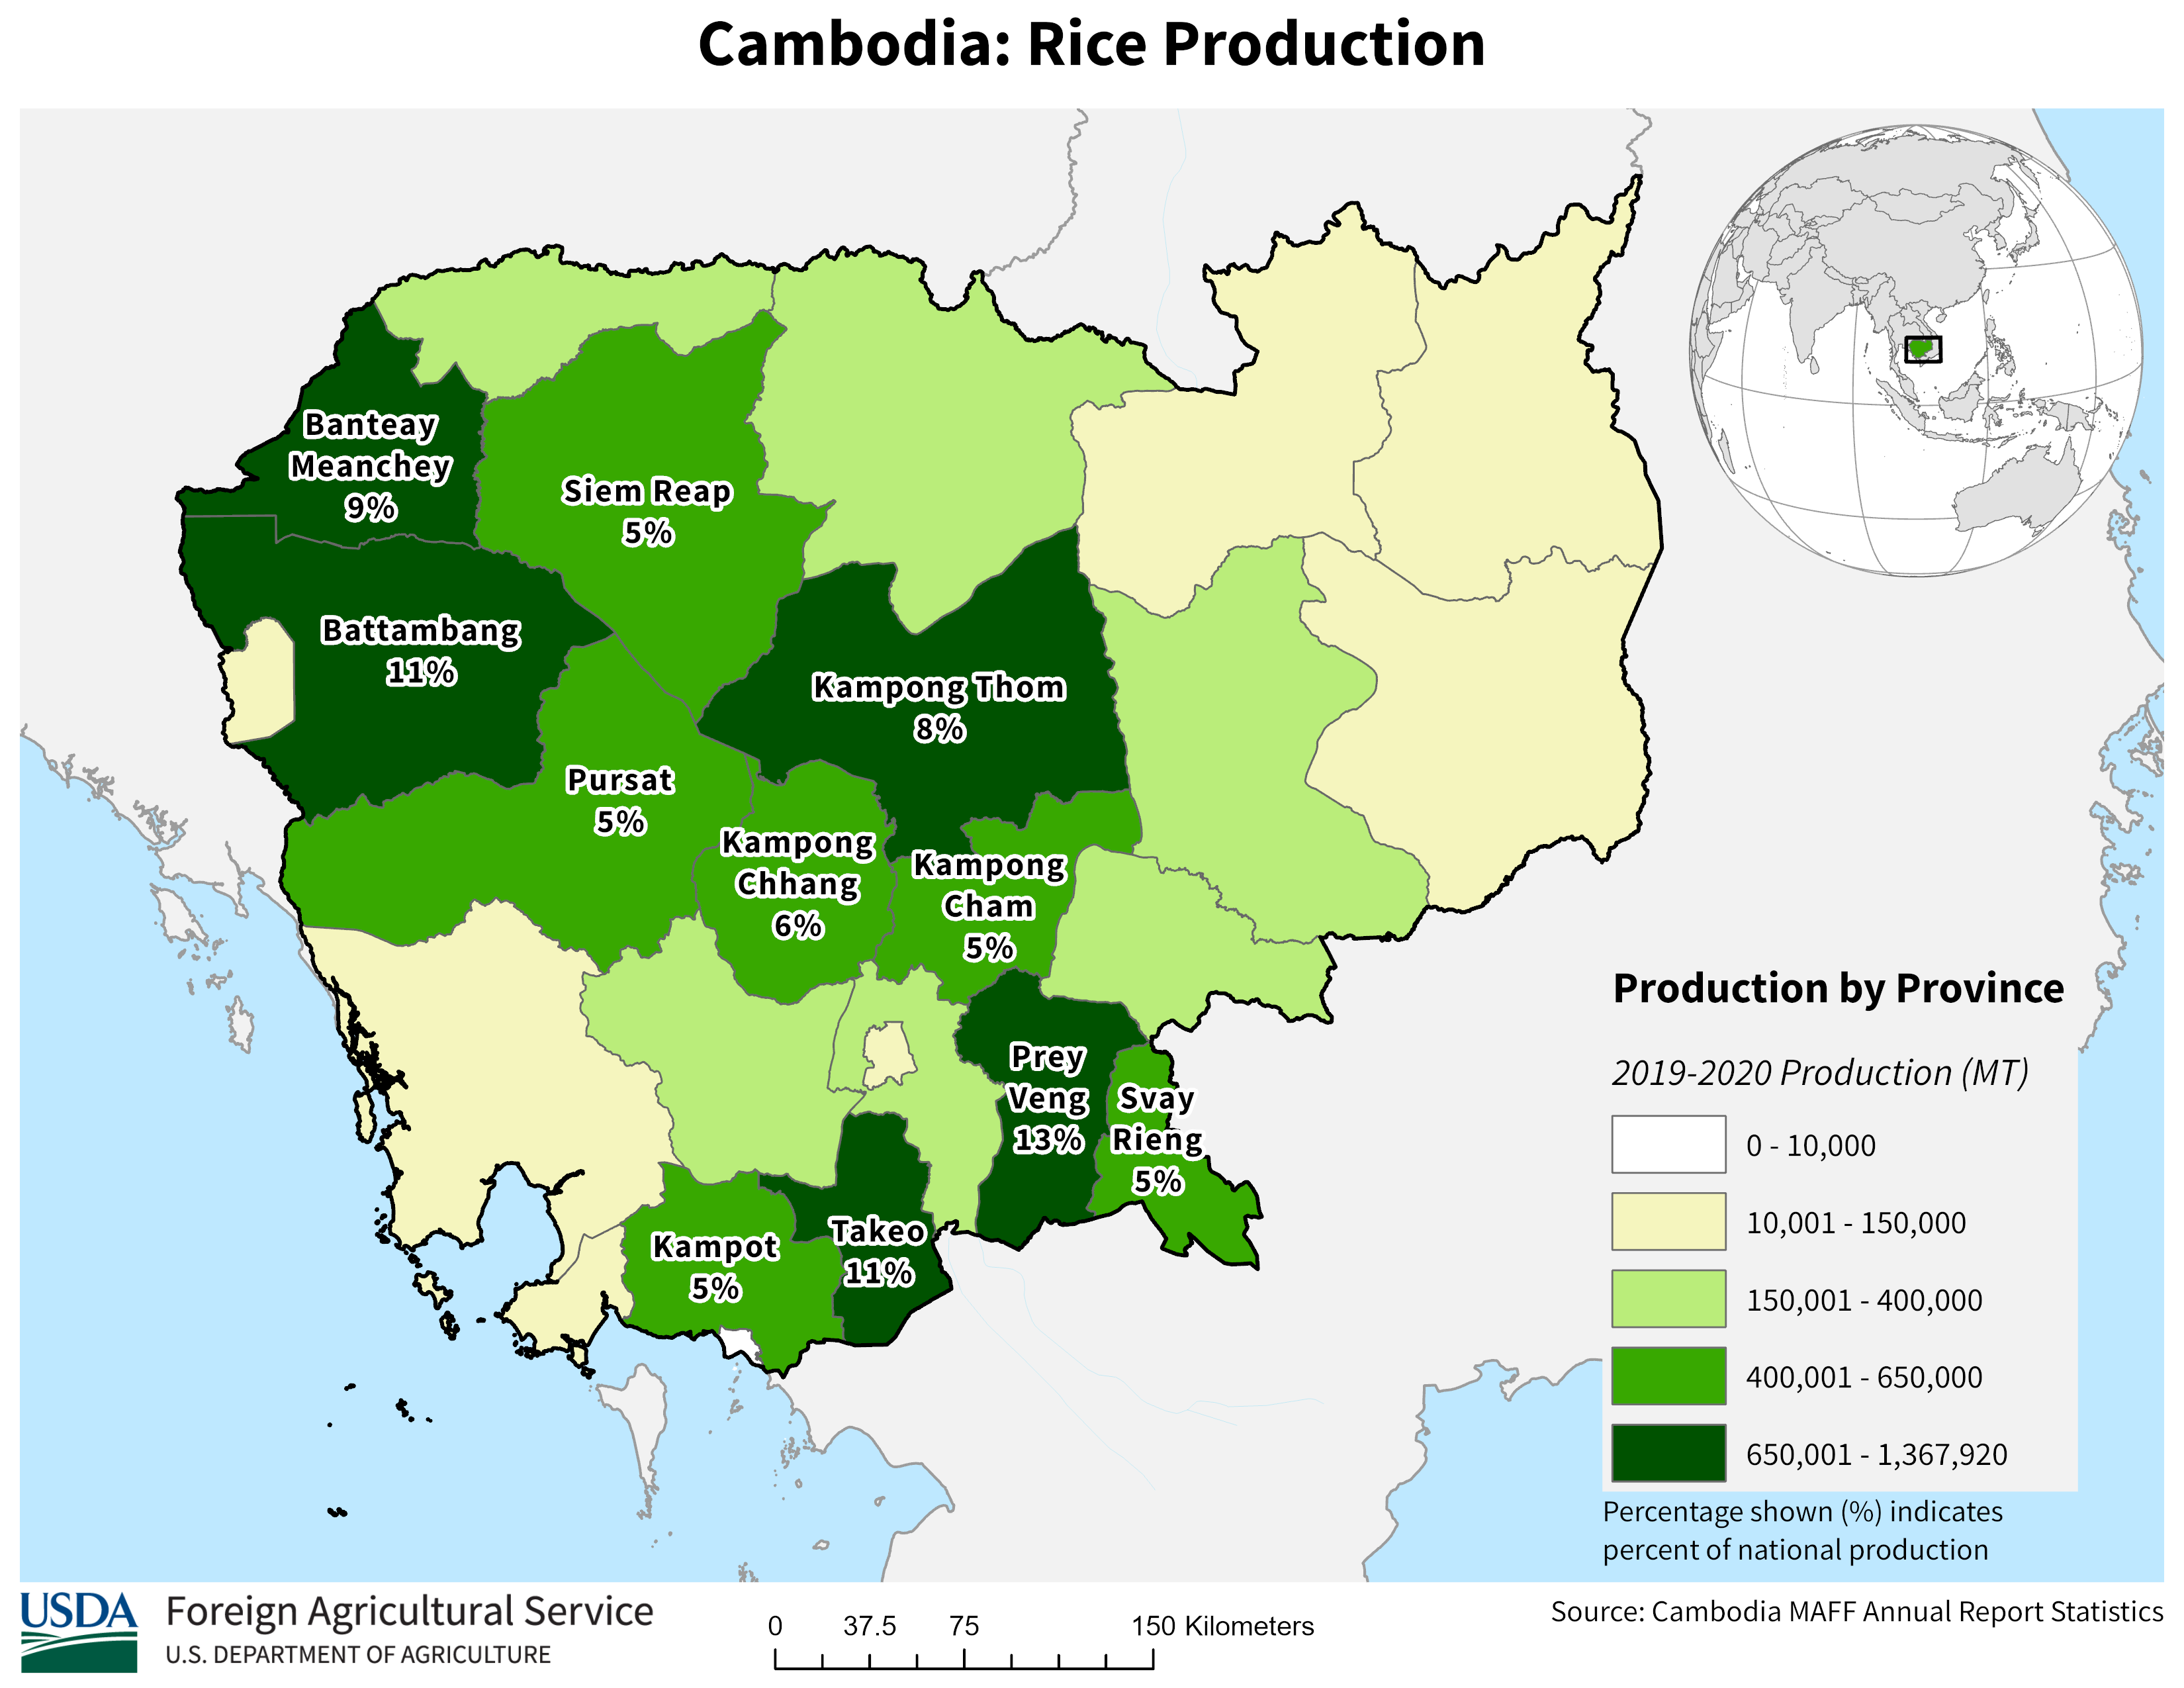 Cambodia: Rice Production
Banteay
Meanchey
9%
Siem Reap
5%
Battambang
11%
Kampong Thom
8%
Pursat
5%
Kampong
Chhang
6%
Kampong
Cham
5%
Prey
Veng
13%
Svay
Rieng
5%
Takeo
11%
Kampot
5%
Production by Province
2019-2020 Production (MT)
0 - 10,000
10,001 - 150,000
150,001 - 400,000
400,001 - 650,000
650,001 - 1,367,920
Percentage shown (%) indicates
percent of national production
USDA
Foreign Agricultural Service
U.S. DEPARTMENT OF AGRICULTURE
0 37.5 75 150 Kilometers
Source: Cambodia MAFF Annual Report Statistics